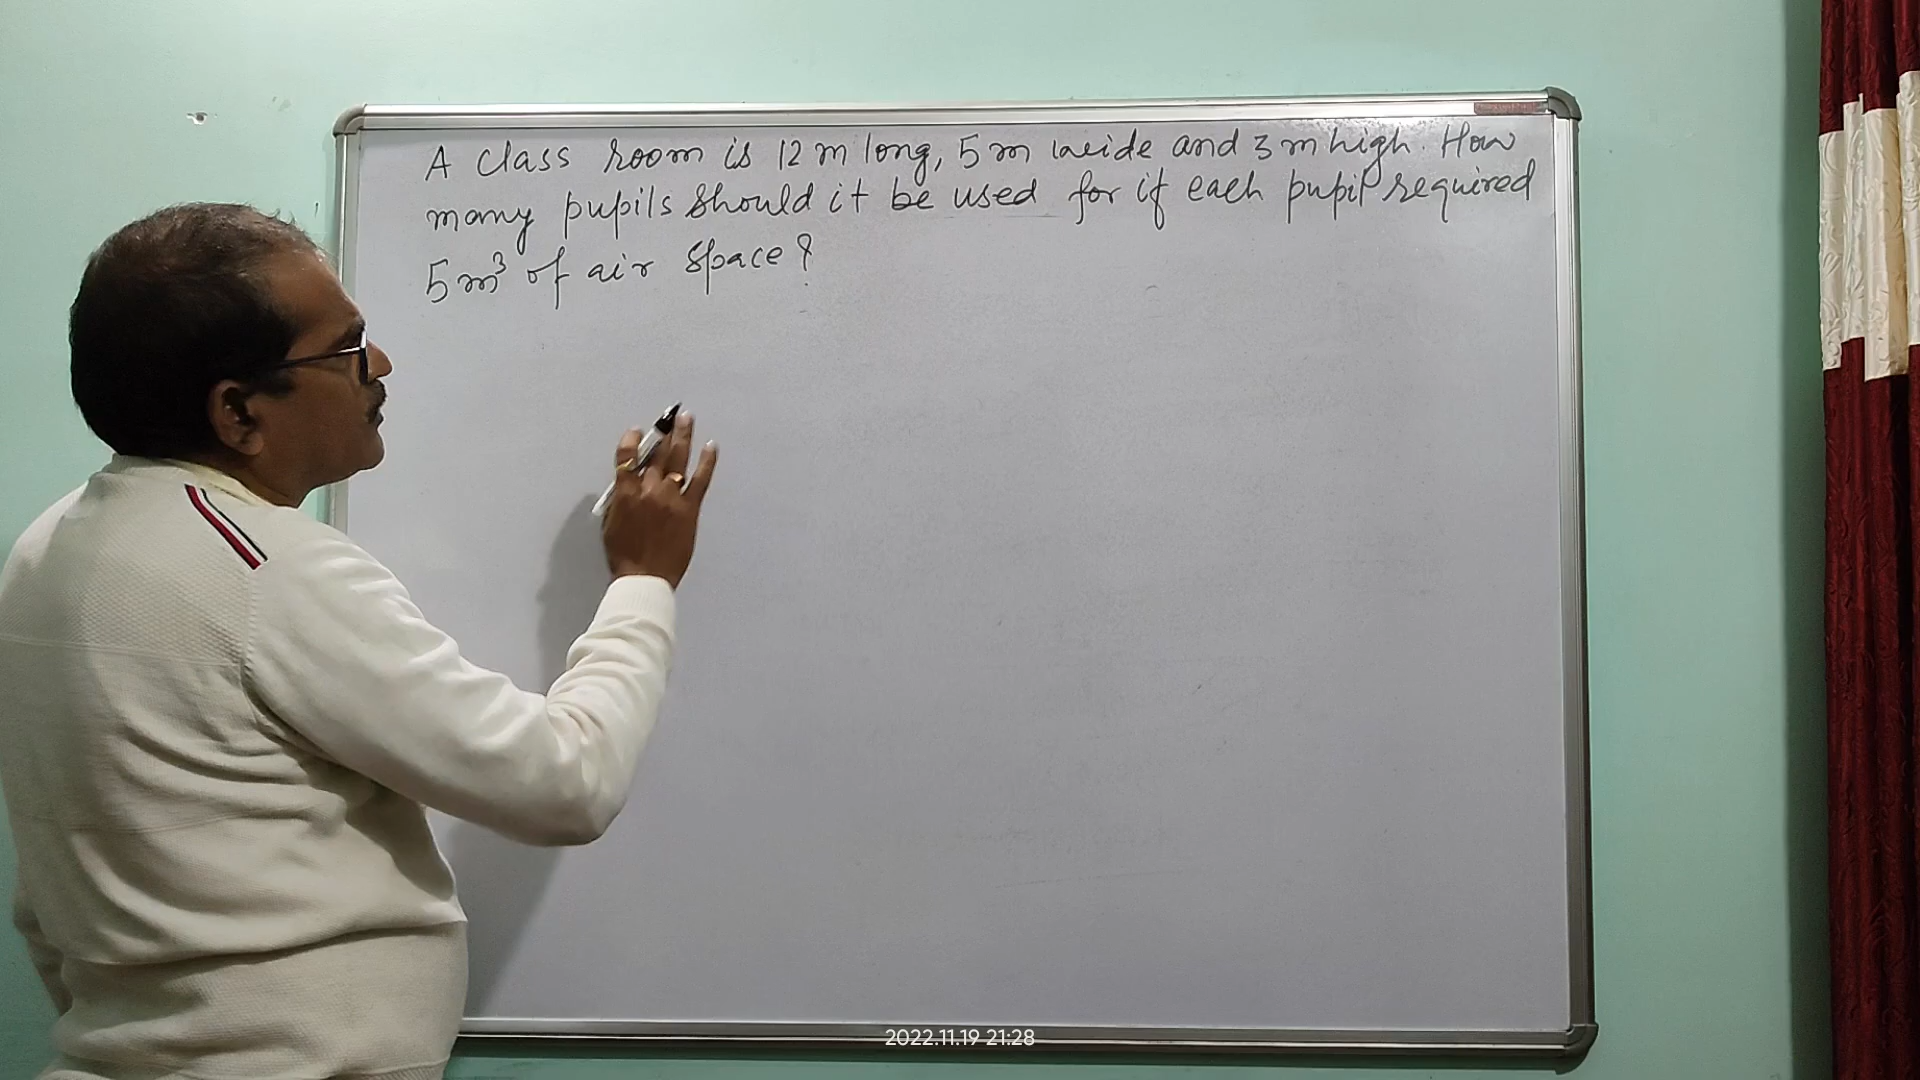 A class room is 12 m long, 5 m wide and 3 m high. How
many pupils should it be used for if each pupil required
5 m³ of air space?
2022.11.19 21:28